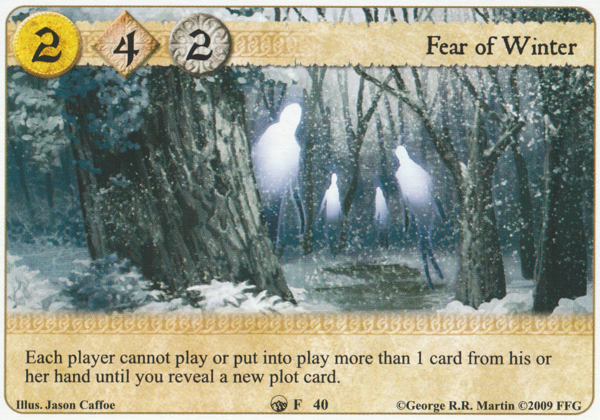 2 4 2 Fear of Winter
Each player cannot play or put into play more than 1 card from his or
her hand until you reveal a new plot card.
Illus. Jason Caffoe F 40 ©George R.R. Martin ©2009 FFG